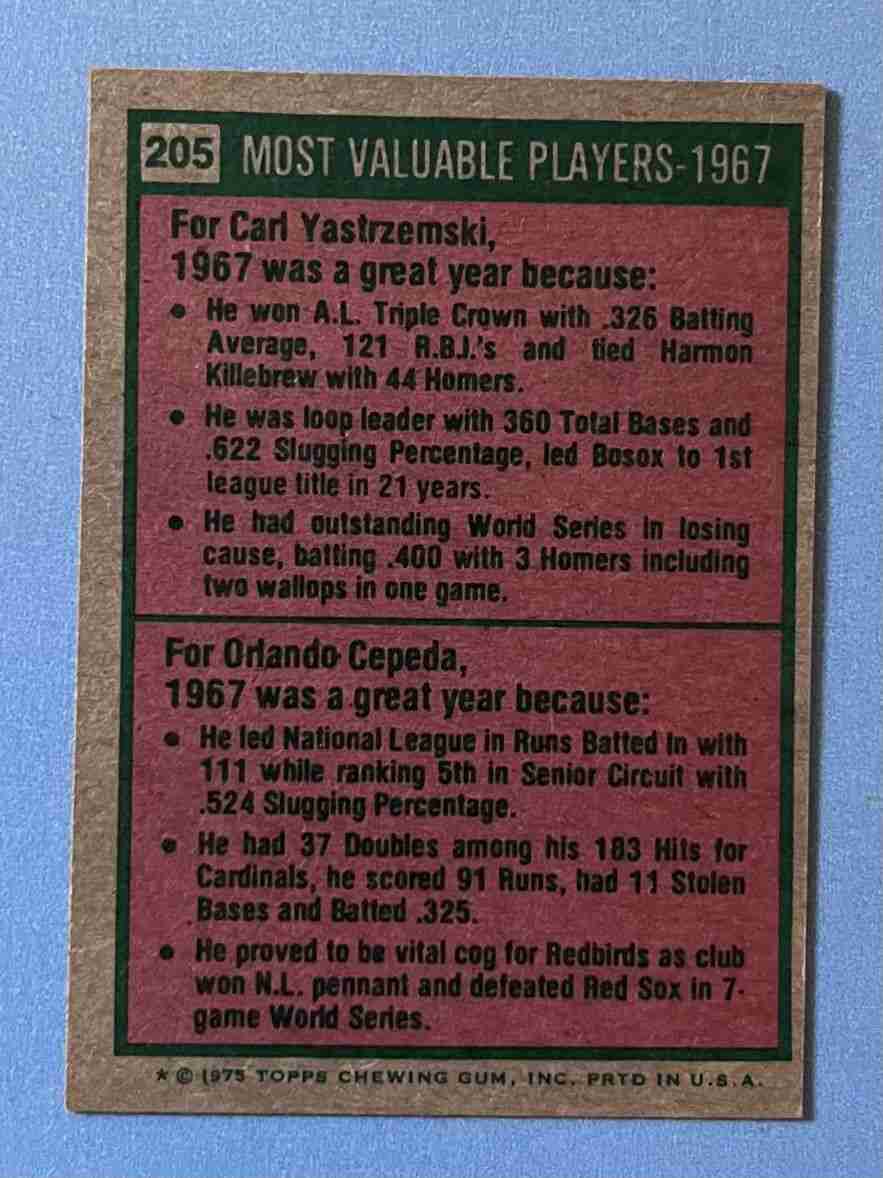 205 MOST VALUABLE PLAYERS-1967
For Carl Yastrzemski,
1967 was a great year because:
• He won A.L. Triple Crown with .326 Batting
Average, 121 R.B.I.'s and tied Harmon
Killebrew with 44 Homers.
• He was loop leader with 360 Total Bases and
.622 Slugging Percentage, led Bosox to 1st
league title in 21 years.
• He had outstanding World Series in losing
cause, batting .400 with 3 Homers including
two wallops in one game.
For Orlando Cepeda,
1967 was a great year because:
• He led National League in Runs Batted In with
111 while ranking 5th in Senior Circuit with
.524 Slugging Percentage.
• He had 37 Doubles among his 183 Hits for
Cardinals, he scored 91 Runs, had 11 Stolen
Bases and Batted .325.
• He proved to be vital cog for Redbirds as club
won N.L. pennant and defeated Red Sox in 7-
game World Series.
* © 1975 TOPPS CHEWING GUM, INC. PRTD IN U.S.A.